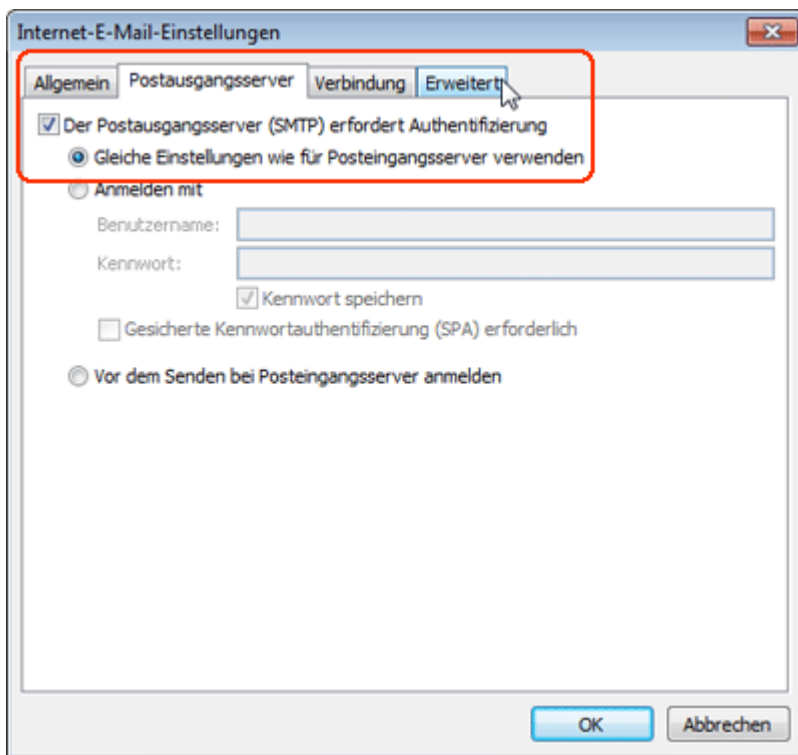 Internet-E-Mail-Einstellungen
Allgemein Postausgangsserver Verbindung Erweitert
Der Postausgangsserver (SMTP) erfordert Authentifizierung
Gleiche Einstellungen wie für Posteingangsserver verwenden
Anmelden mit
Benutzername:
Kennwort:
Kennwort speichern
Gesicherte Kennwortauthentifizierung (SPA) erforderlich
Vor dem Senden bei Posteingangsserver anmelden
OK Abbrechen